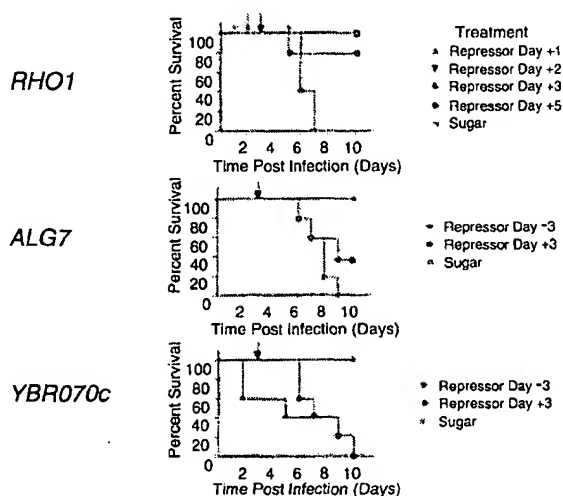 RHO1
Percent Survival
100
80
60
40
20
0
2 4 6 8 10
Time Post Infection (Days)
Treatment
Repressor Day +1
Repressor Day +2
Repressor Day +3
Repressor Day +5
Sugar
ALG7
Percent Survival
100
80
60
40
20
0
2 4 6 8 10
Time Post Infection (Days)
Repressor Day -3
Repressor Day +3
Sugar
YBR070c
Percent Survival
100
80
60
40
20
0
2 4 6 8 10
Time Post Infection (Days)
Repressor Day -3
Repressor Day +3
Sugar